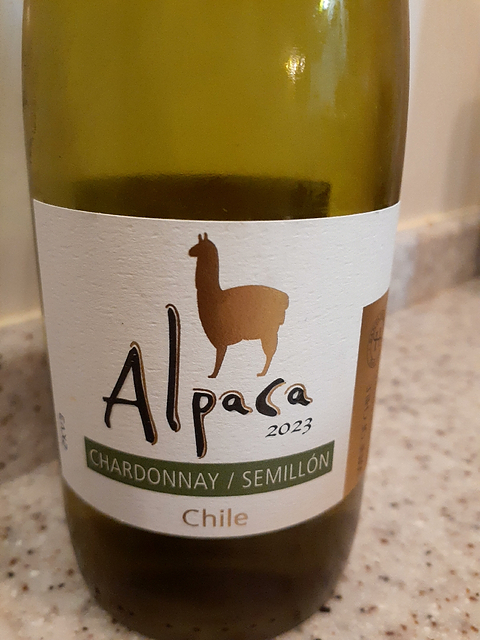 Alpaca
2023
CHARDONNAY / SEMILLÓN
Chile